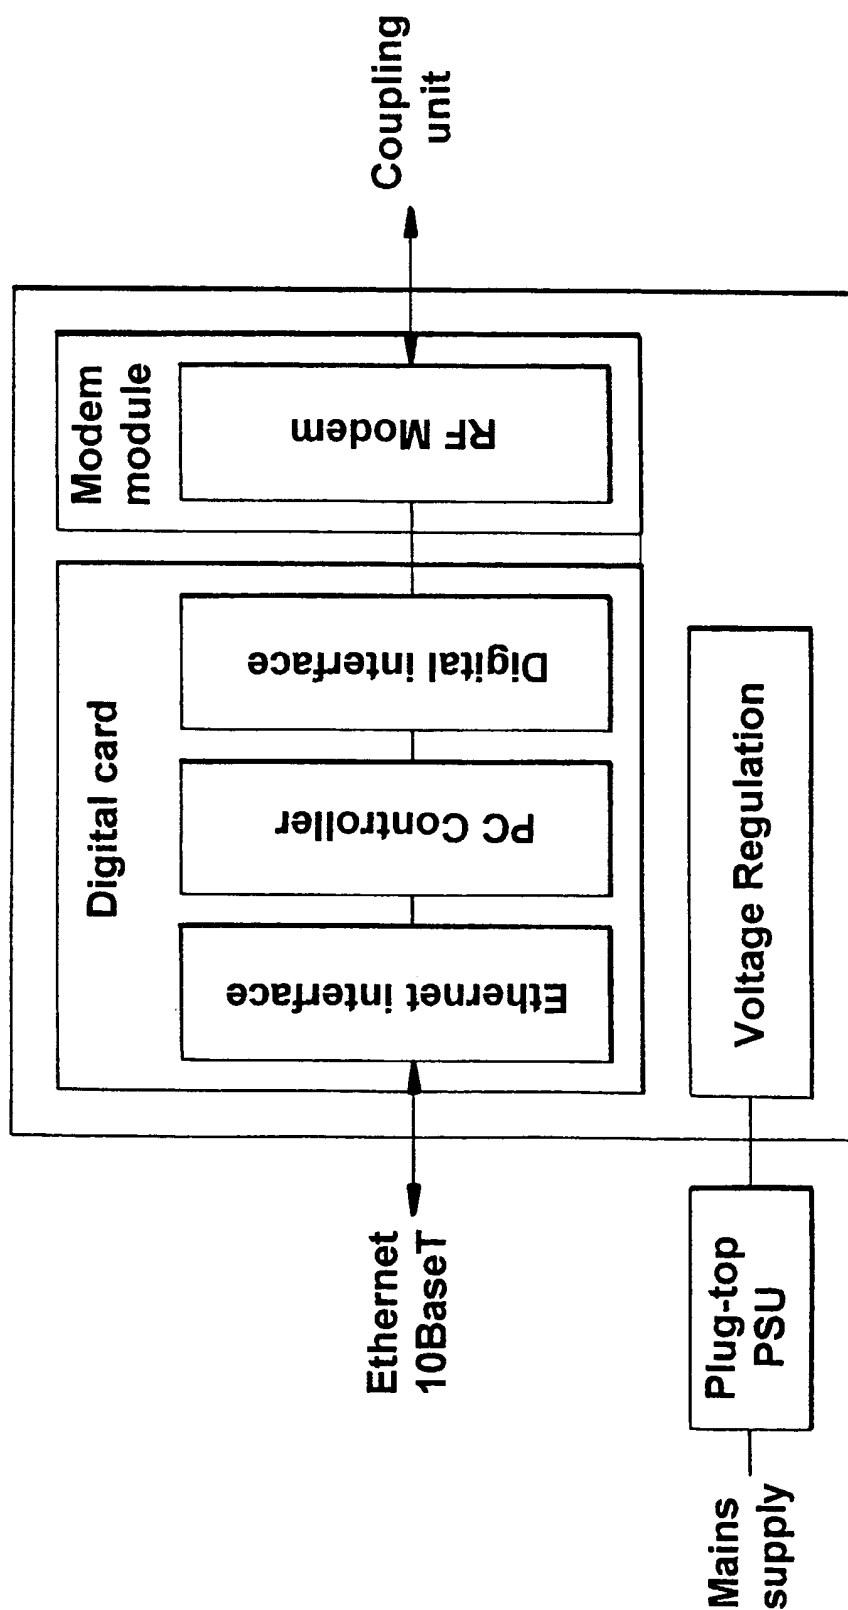 Digital card
Modem
module
Ethernet
10BaseT
Ethernet interface
PC Controller
Digital interface
RF Modem
Coupling
unit
Mains
supply
Plug-top
PSU
Voltage Regulation